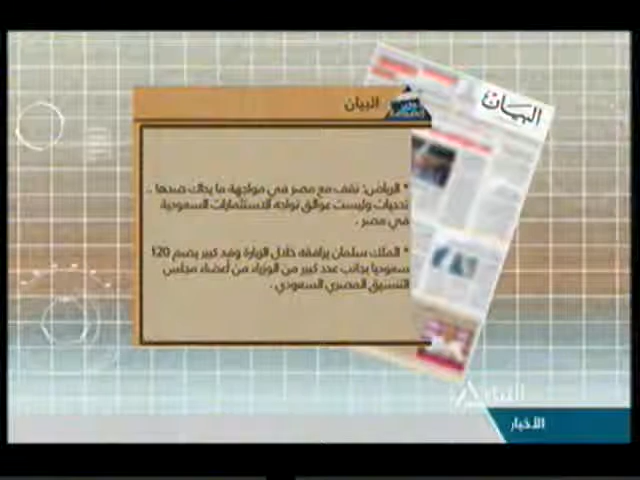 البيان
البيان
* الرياض: نقف مع مصر في مواجهة ما يحاك ضدها .
تحديات وليست عوائق تواجه الاستثمارات السعودية
في مصر .
* الملك سلمان يرافقه خلال الزيارة وفد كبير يضم 120
سعوديا بجانب عدد كبير من الوزراء من أعضاء مجلس
التنسيق المصري السعودي .
الأخبار